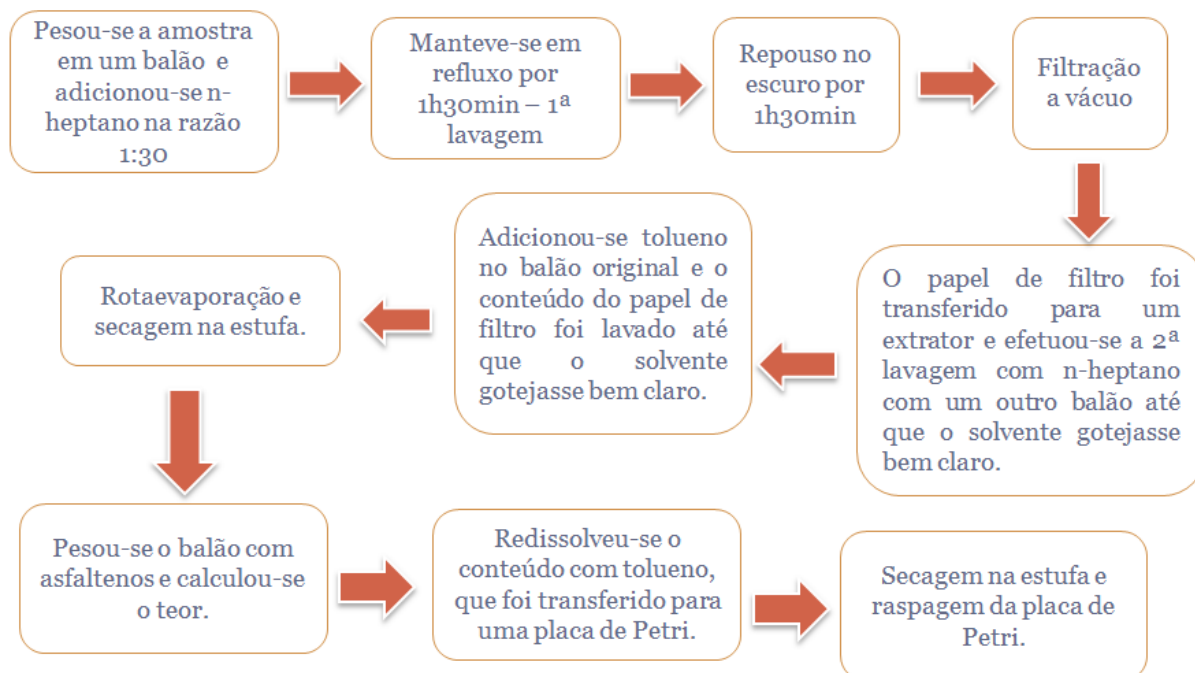 Pesou-se a amostra
em um balão e
adicionou-se n-
heptano na razão
1:30
Manteve-se em
refluxo por
1h30min – 1ª
lavagem
Repouso no
escuro por
1h30min
Filtração
a vácuo
O papel de filtro foi
transferido para um
extrator e efetuou-se a 2ª
lavagem com n-heptano
com um outro balão até
que o solvente gotejasse
bem claro.
Adicionou-se tolueno
no balão original e o
conteúdo do papel de
filtro foi lavado até
que o solvente
gotejasse bem claro.
Rotaevaporação e
secagem na estufa.
Pesou-se o balão com
asfaltenos e calculou-se
o teor.
Redissolveu-se o
conteúdo com tolueno,
que foi transferido para
uma placa de Petri.
Secagem na estufa e
raspagem da placa de
Petri.